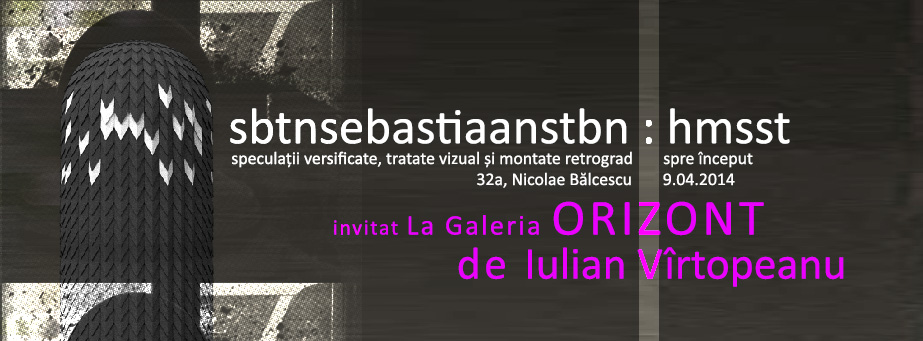 sbtnsebastiaanstbn : hmsst
speculații versificate, tratate vizual și montate retrograd spre început
32a, Nicolae Bălcescu 9.04.2014
invitat La Galeria ORIZONT
de Iulian Vîrtopeanu